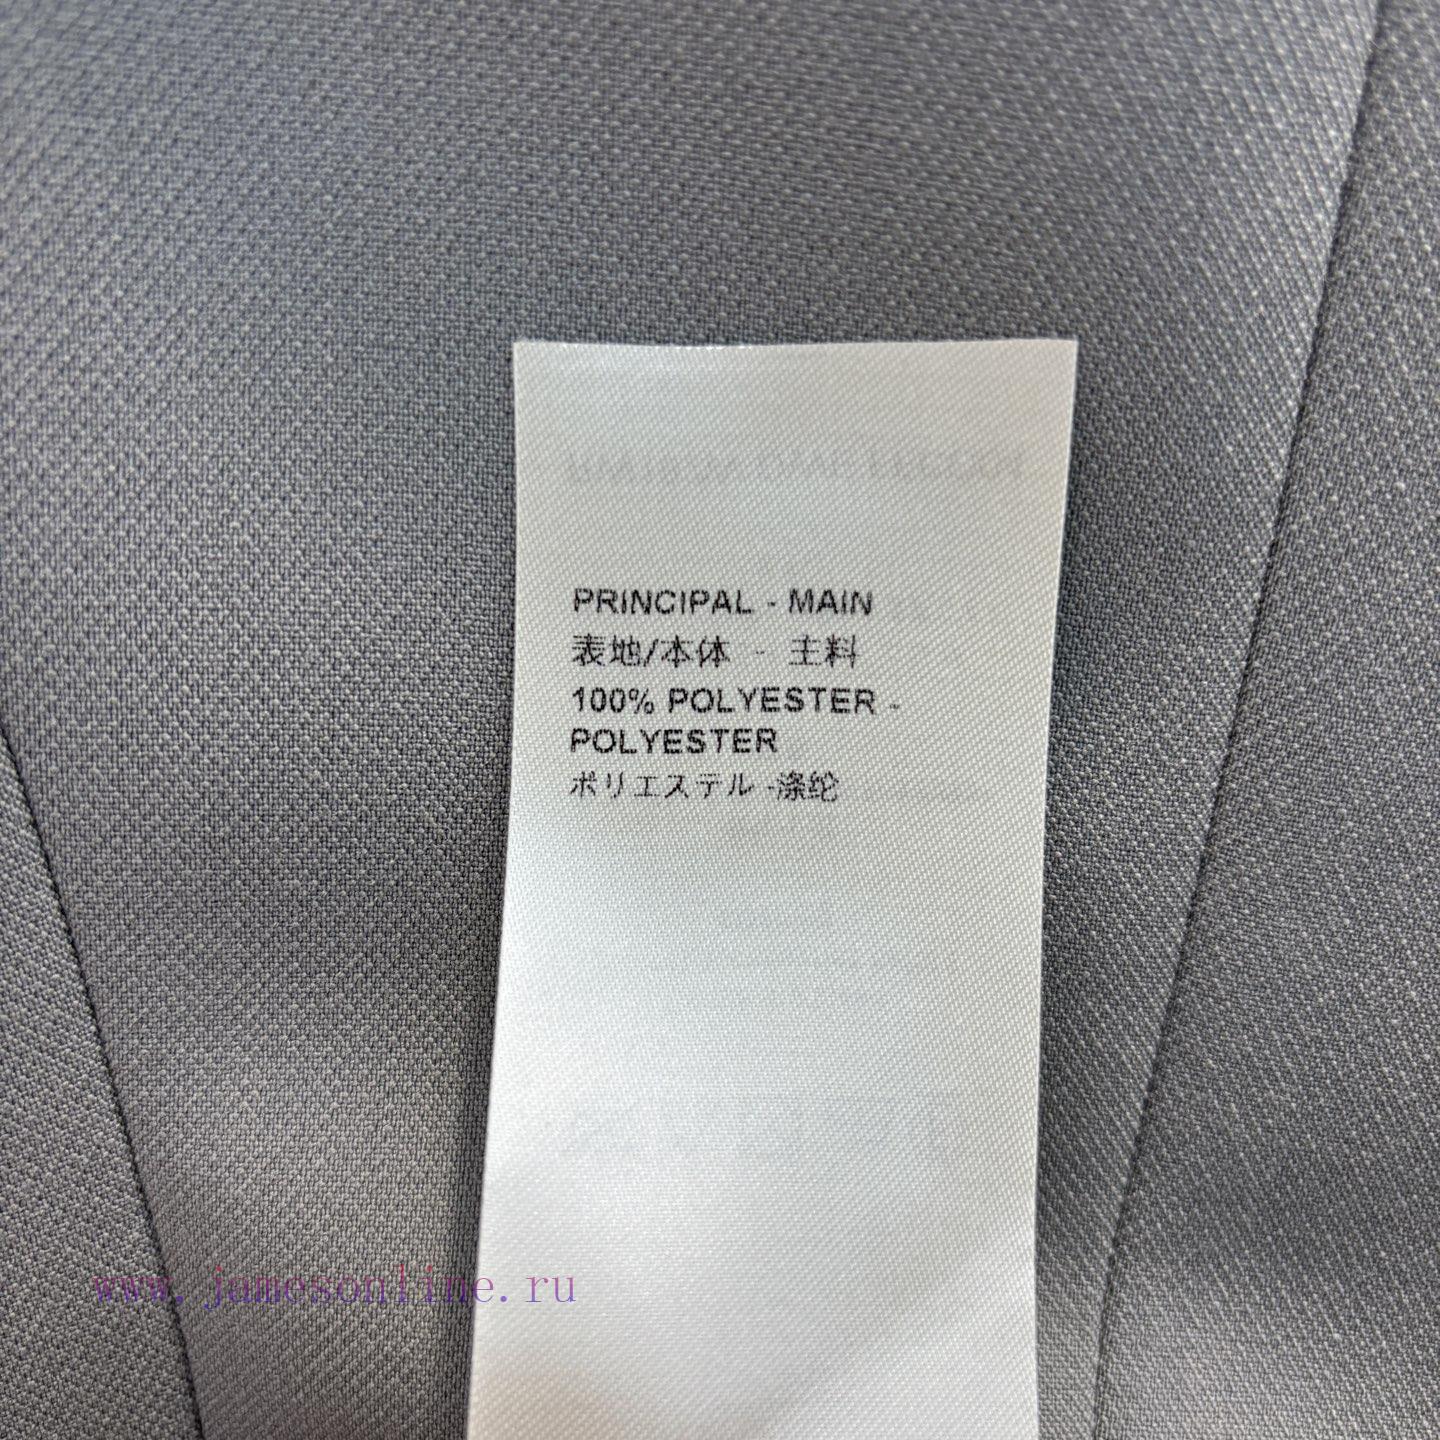 PRINCIPAL - MAIN
表地/本体 - 主料
100% POLYESTER -
POLYESTER
ポリエステル -涤纶
www.jamesonline.ru